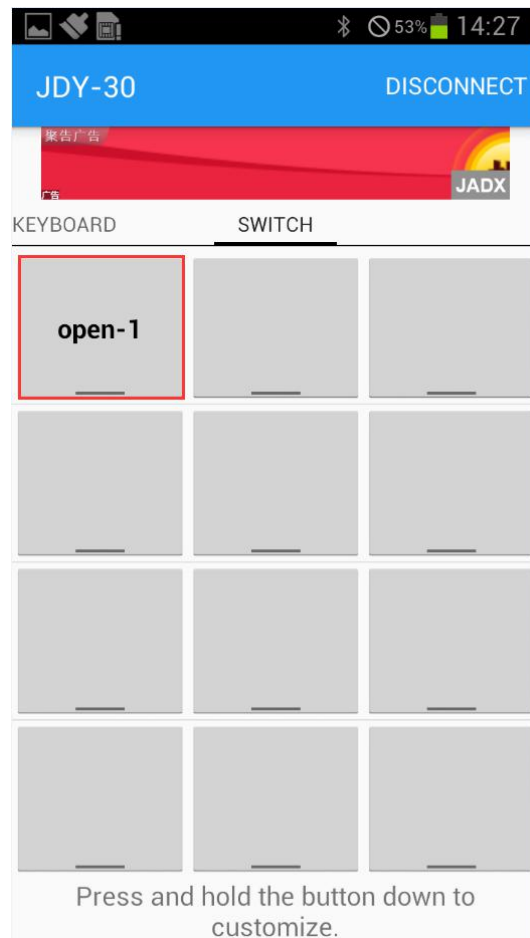 53% 14:27
JDY-30 DISCONNECT
聚告广告
广告 JADX
KEYBOARD SWITCH
open-1
Press and hold the button down to
customize.